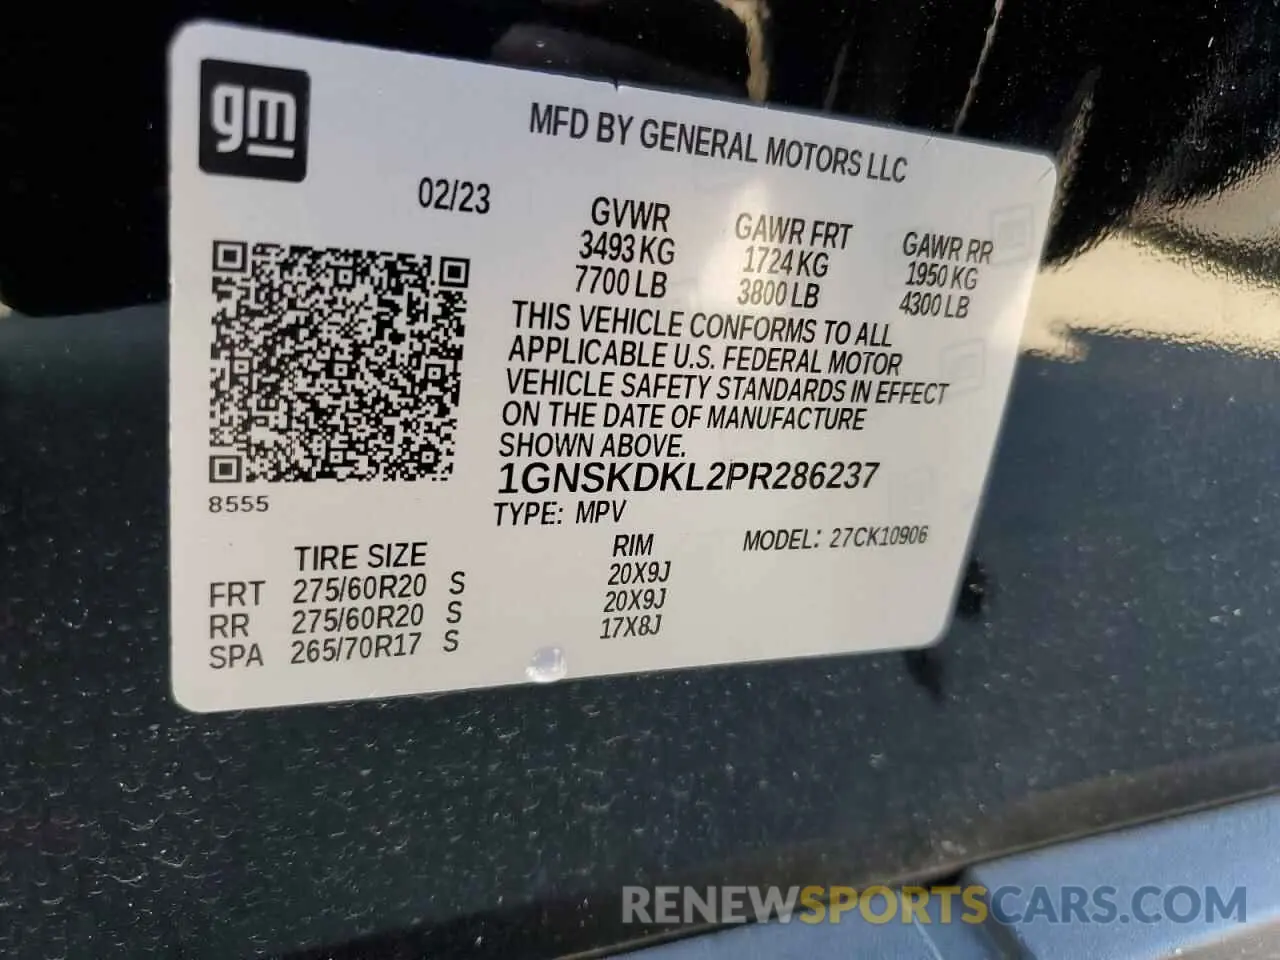 gm
MFD BY GENERAL MOTORS LLC
02/23
GVWR GAWR FRT GAWR RR
3493 KG 1724 KG 1950 KG
7700 LB 3800 LB 4300 LB
THIS VEHICLE CONFORMS TO ALL
APPLICABLE U.S. FEDERAL MOTOR
VEHICLE SAFETY STANDARDS IN EFFECT
ON THE DATE OF MANUFACTURE
SHOWN ABOVE.
1GNSKDKL2PR286237
8555
TYPE: MPV
MODEL: 27CK10906
TIRE SIZE RIM
FRT 275/60R20 S 20X9J
RR 275/60R20 S 20X9J
SPA 265/70R17 S 17X8J
RENEWSPORTSCARS.COM